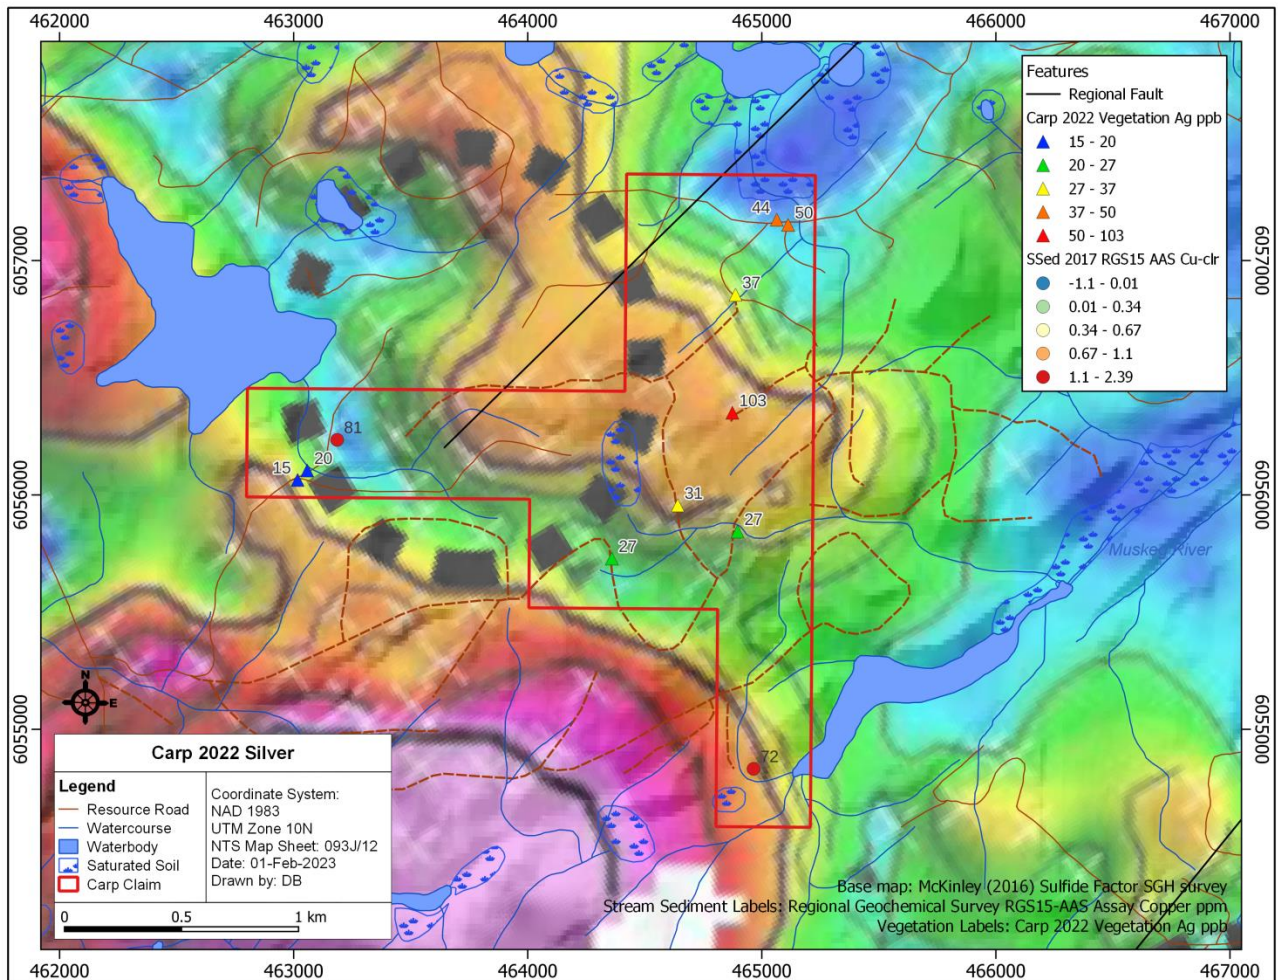 462000 463000 464000 465000 466000 467000
Features
Regional Fault
Carp 2022 Vegetation Ag ppb
15 - 20
20 - 27
27 - 37
37 - 50
50 - 103
SSed 2017 RGS15 AAS Cu-clr
-1.1 - 0.01
0.01 - 0.34
0.34 - 0.67
0.67 - 1.1
1.1 - 2.39
44 50
6057000
6057000
37
103
81
20
15
6056000
6056000
31
27
27
Muskeg River
N
E
6055000
6055000
72
Carp 2022 Silver
Legend
Resource Road
Watercourse
Waterbody
Saturated Soil
Carp Claim
Coordinate System:
NAD 1983
UTM Zone 10N
NTS Map Sheet: 093J/12
Date: 01-Feb-2023
Drawn by: DB
0 0.5 1 km
Base map: McKinley (2016) Sulfide Factor SGH survey
Stream Sediment Labels: Regional Geochemical Survey RGS15-AAS Assay Copper ppm
Vegetation Labels: Carp 2022 Vegetation Ag ppb
462000 463000 464000 465000 466000 467000